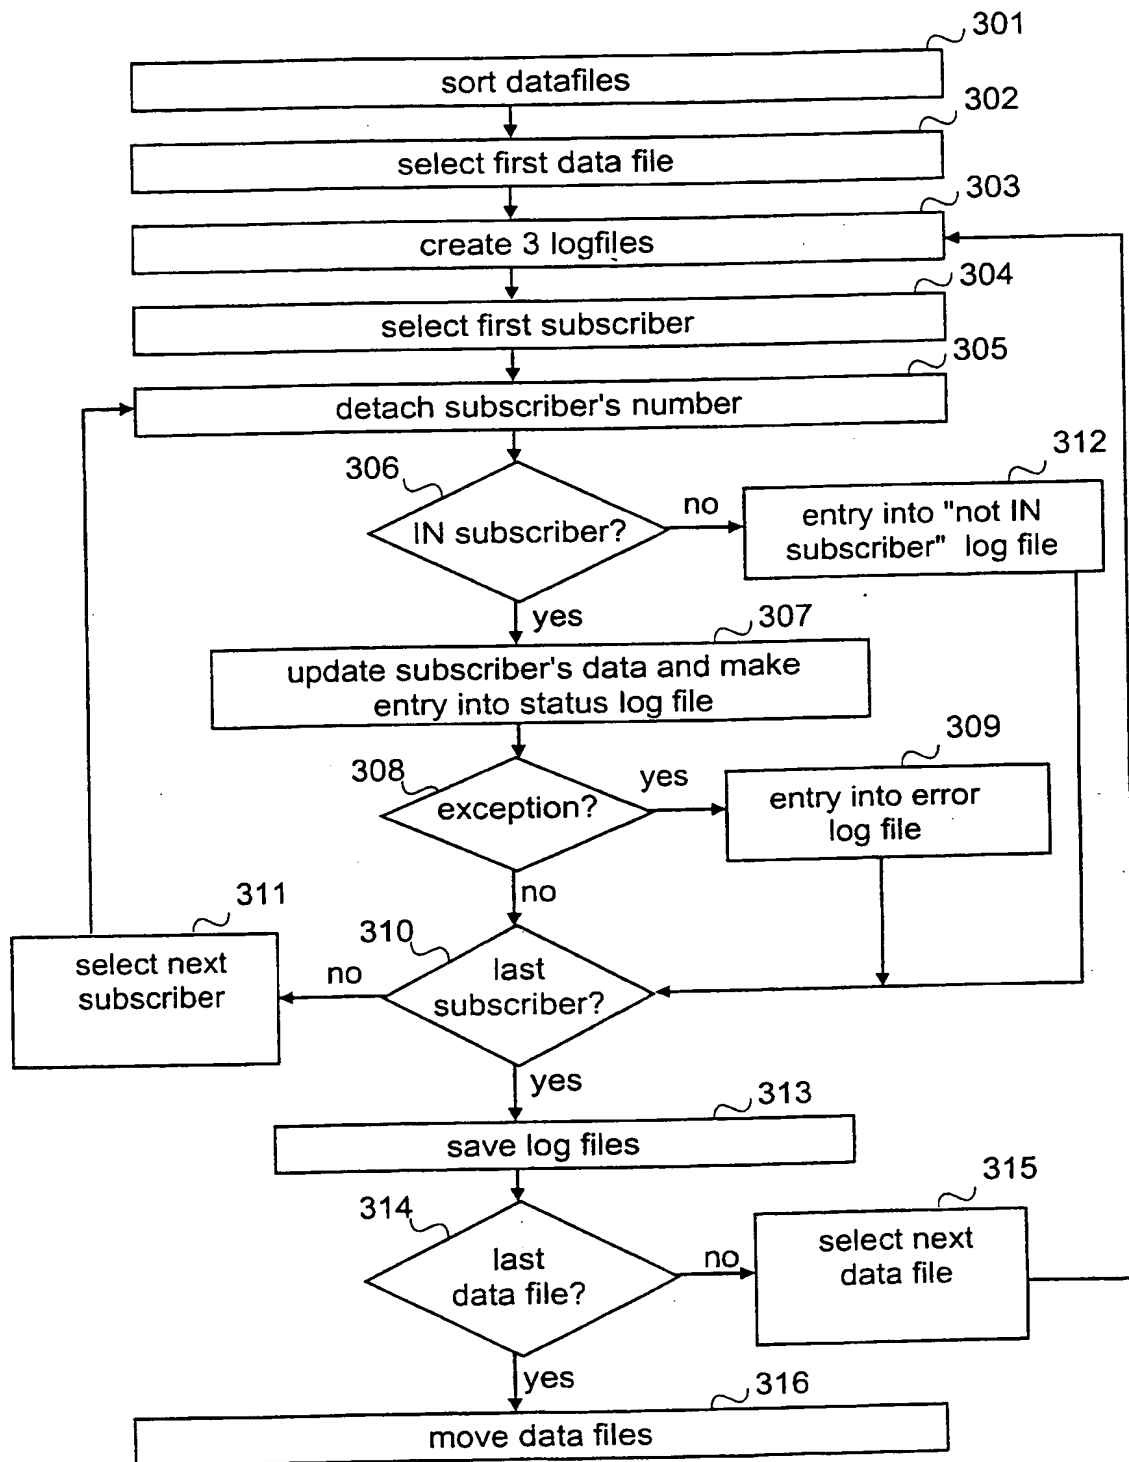 301
sort datafiles
302
select first data file
303
create 3 logfiles
304
select first subscriber
305
detach subscriber's number
306
IN subscriber?
no
312
entry into "not IN
subscriber" log file
yes
307
update subscriber's data and make
entry into status log file
308
exception?
yes
309
entry into error
log file
no
311
select next
subscriber
310
last
subscriber?
no
yes
313
save log files
314
last
data file?
no
315
select next
data file
yes
316
move data files